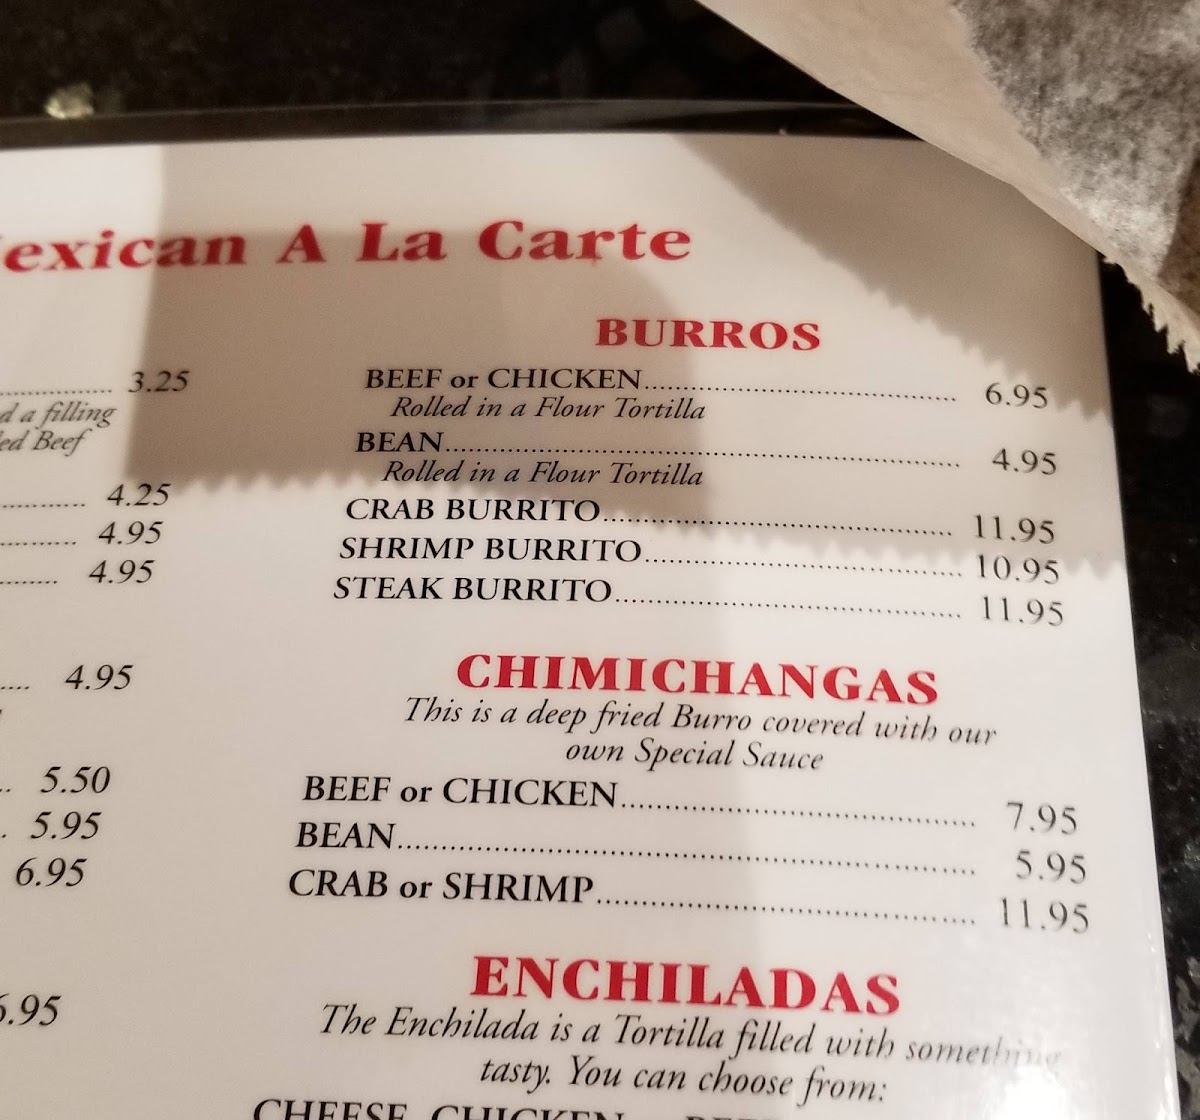 Mexican A La Carte
3.25
d a filling
ed Beef
4.25
4.95
4.95
4.95
5.50
5.95
6.95
6.95
BURROS
BEEF or CHICKEN 6.95
Rolled in a Flour Tortilla
BEAN 4.95
Rolled in a Flour Tortilla
CRAB BURRITO 11.95
SHRIMP BURRITO 10.95
STEAK BURRITO 11.95
CHIMICHANGAS
This is a deep fried Burro covered with our
own Special Sauce
BEEF or CHICKEN 7.95
BEAN 5.95
CRAB or SHRIMP 11.95
ENCHILADAS
The Enchilada is a Tortilla filled with something
tasty. You can choose from:
CHEESE, CHICKEN